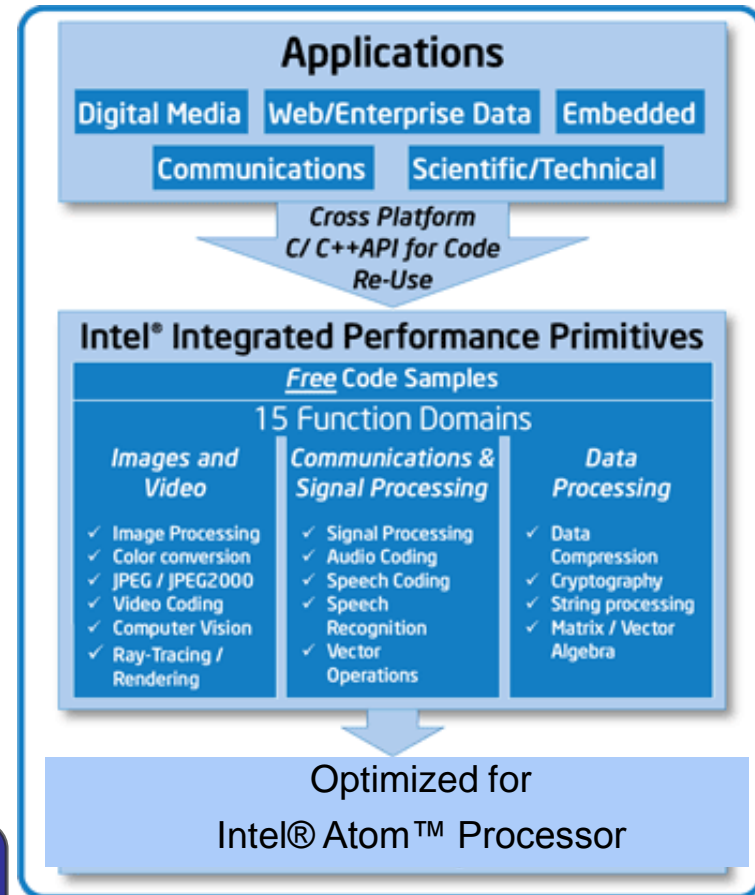 Applications
Digital Media Web/Enterprise Data Embedded
Communications Scientific/Technical
Cross Platform
C/ C++API for Code
Re-Use
Intel® Integrated Performance Primitives
Free Code Samples
15 Function Domains
Images and
Video
✓ Image Processing
✓ Color conversion
✓ JPEG / JPEG2000
✓ Video Coding
✓ Computer Vision
✓ Ray-Tracing /
Rendering
Communications &
Signal Processing
✓ Signal Processing
✓ Audio Coding
✓ Speech Coding
✓ Speech
Recognition
✓ Vector
Operations
Data
Processing
✓ Data
Compression
✓ Cryptography
✓ String processing
✓ Matrix / Vector
Algebra
Optimized for
Intel® Atom™ Processor